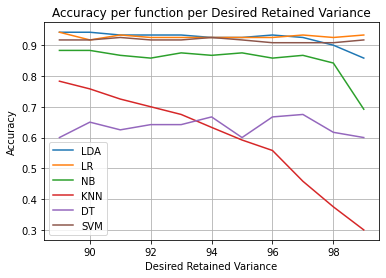 Accuracy per function per Desired Retained Variance
Accuracy
0.9
0.8
0.7
0.6
0.5
0.4
0.3
LDA
LR
NB
KNN
DT
SVM
90 92 94 96 98
Desired Retained Variance